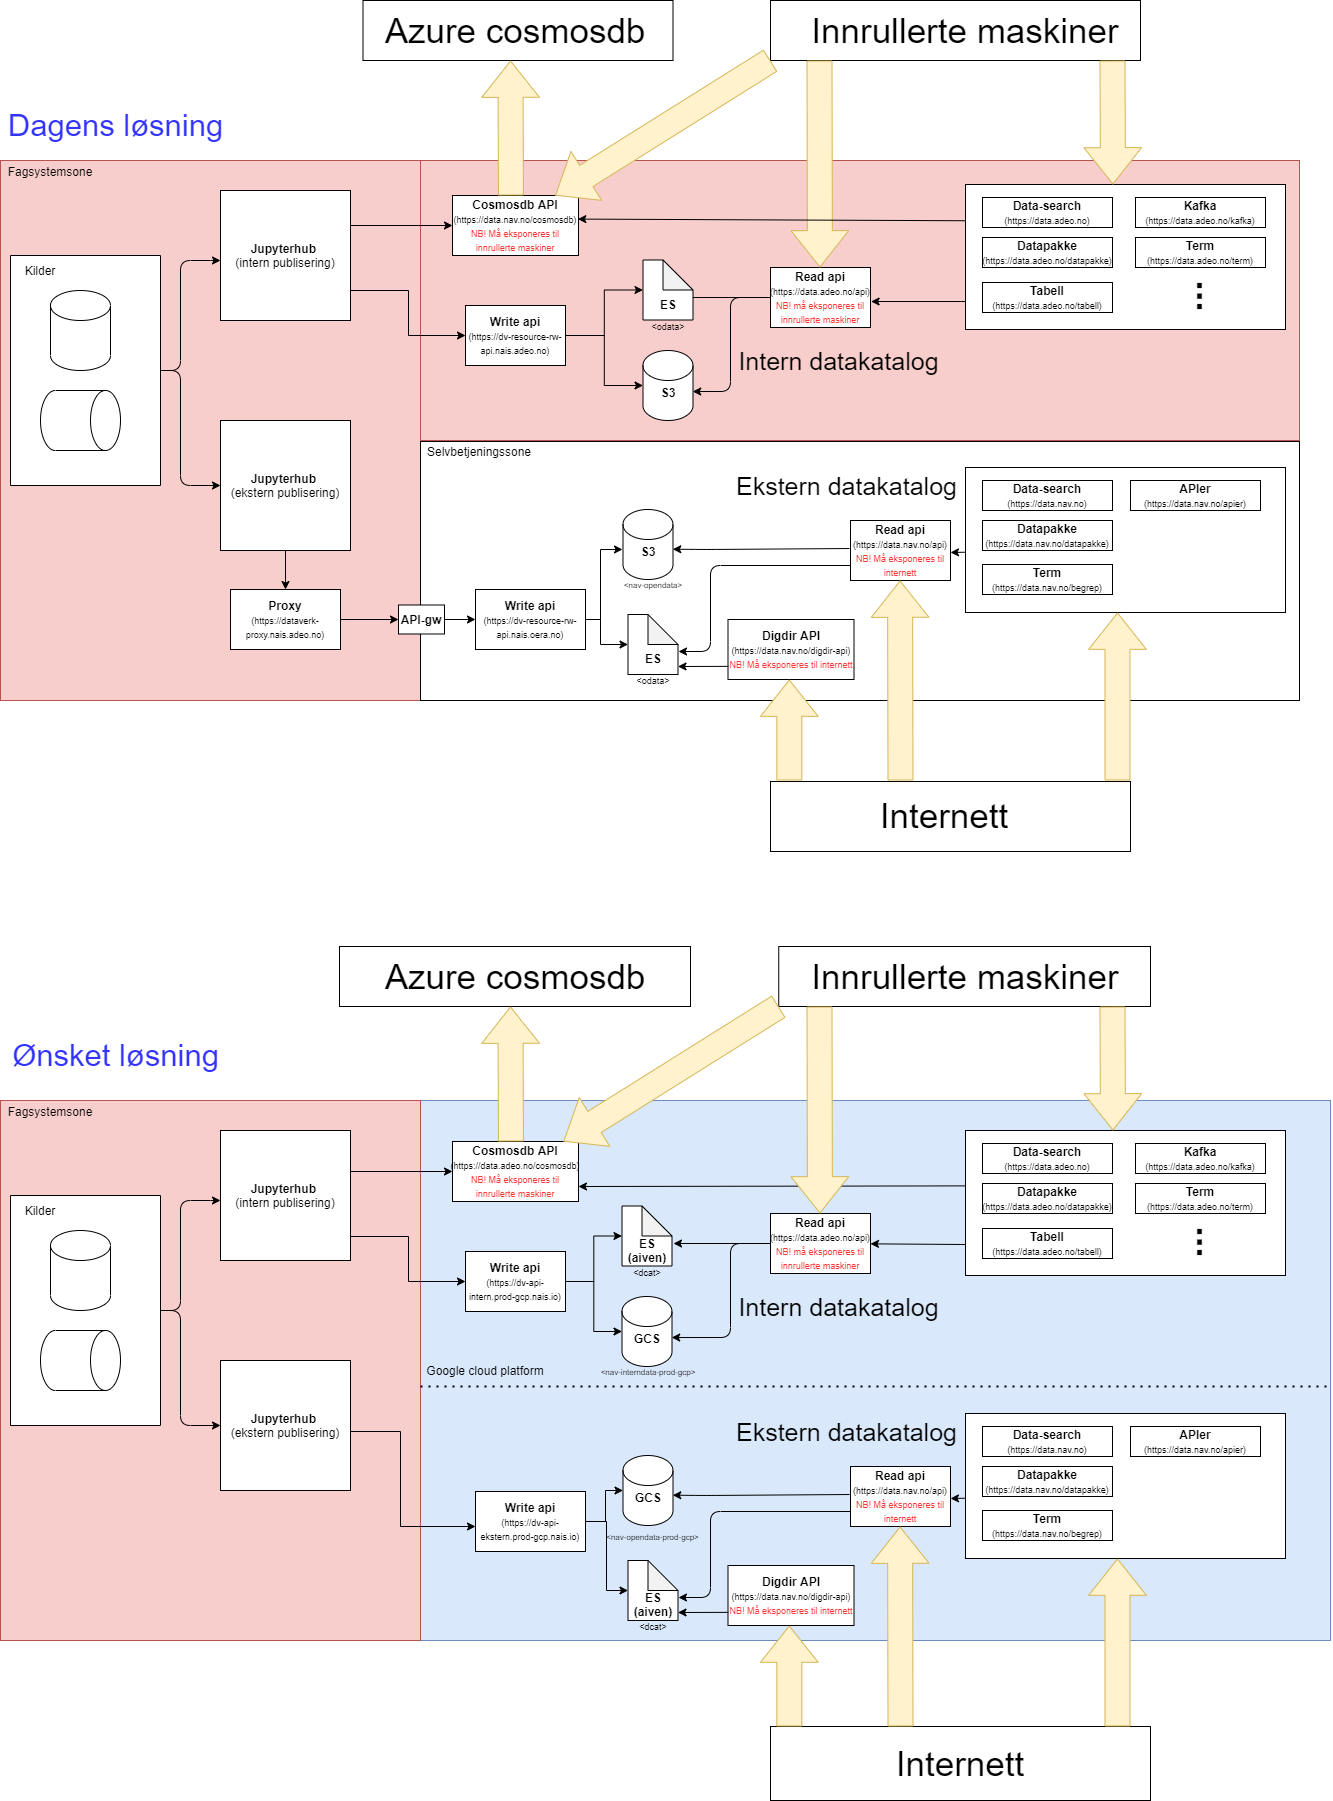 Azure cosmosdb
Innrullerte maskiner
Dagens løsning
Fagsystemsone
Kilder
Jupyterhub
(intern publisering)
Jupyterhub
(ekstern publisering)
Proxy
(https://dataverk-
proxy.nais.adeo.no)
API-gw
Cosmosdb API
(https://data.nav.no/cosmosdb)
NB! Må eksponeres til
innrullerte maskiner
Write api
(https://dv-resource-rw-
api.nais.adeo.no)
ES
<odata>
S3
Read api
(https://data.adeo.no/api)
NB! må eksponeres til
innrullerte maskiner
Intern datakatalog
Data-search
(https://data.adeo.no)
Kafka
(https://data.adeo.no/kafka)
Datapakke
(https://data.adeo.no/datapakke)
Term
(https://data.adeo.no/term)
Tabell
(https://data.adeo.no/tabell)
Selvbetjeningssone
Ekstern datakatalog
Write api
(https://dv-resource-rw-
api.nais.oera.no)
S3
<nav-opendata>
ES
<odata>
Read api
(https://data.nav.no/api)
NB! Må eksponeres til
internett
Digdir API
(https://data.nav.no/digdir-api)
NB! Må eksponeres til internett
Data-search
(https://data.nav.no)
APIer
(https://data.nav.no/apier)
Datapakke
(https://data.nav.no/datapakke)
Term
(https://data.nav.no/begrep)
Internett
Azure cosmosdb
Innrullerte maskiner
Ønsket løsning
Fagsystemsone
Kilder
Jupyterhub
(intern publisering)
Jupyterhub
(ekstern publisering)
Cosmosdb API
(https://data.adeo.no/cosmosdb)
NB! Må eksponeres til
innrullerte maskiner
Write api
(https://dv-api-
intern.prod-gcp.nais.io)
ES
(aiven)
<dcat>
GCS
<nav-interndata-prod-gcp>
Read api
(https://data.adeo.no/api)
NB! må eksponeres til
innrullerte maskiner
Intern datakatalog
Data-search
(https://data.adeo.no)
Kafka
(https://data.adeo.no/kafka)
Datapakke
(https://data.adeo.no/datapakke)
Term
(https://data.adeo.no/term)
Tabell
(https://data.adeo.no/tabell)
Google cloud platform
Ekstern datakatalog
Write api
(https://dv-api-
ekstern.prod-gcp.nais.io)
GCS
<nav-opendata-prod-gcp>
ES
(aiven)
<dcat>
Read api
(https://data.nav.no/api)
NB! Må eksponeres til
internett
Digdir API
(https://data.nav.no/digdir-api)
NB! Må eksponeres til internett
Data-search
(https://data.nav.no)
APIer
(https://data.nav.no/apier)
Datapakke
(https://data.nav.no/datapakke)
Term
(https://data.nav.no/begrep)
Internett